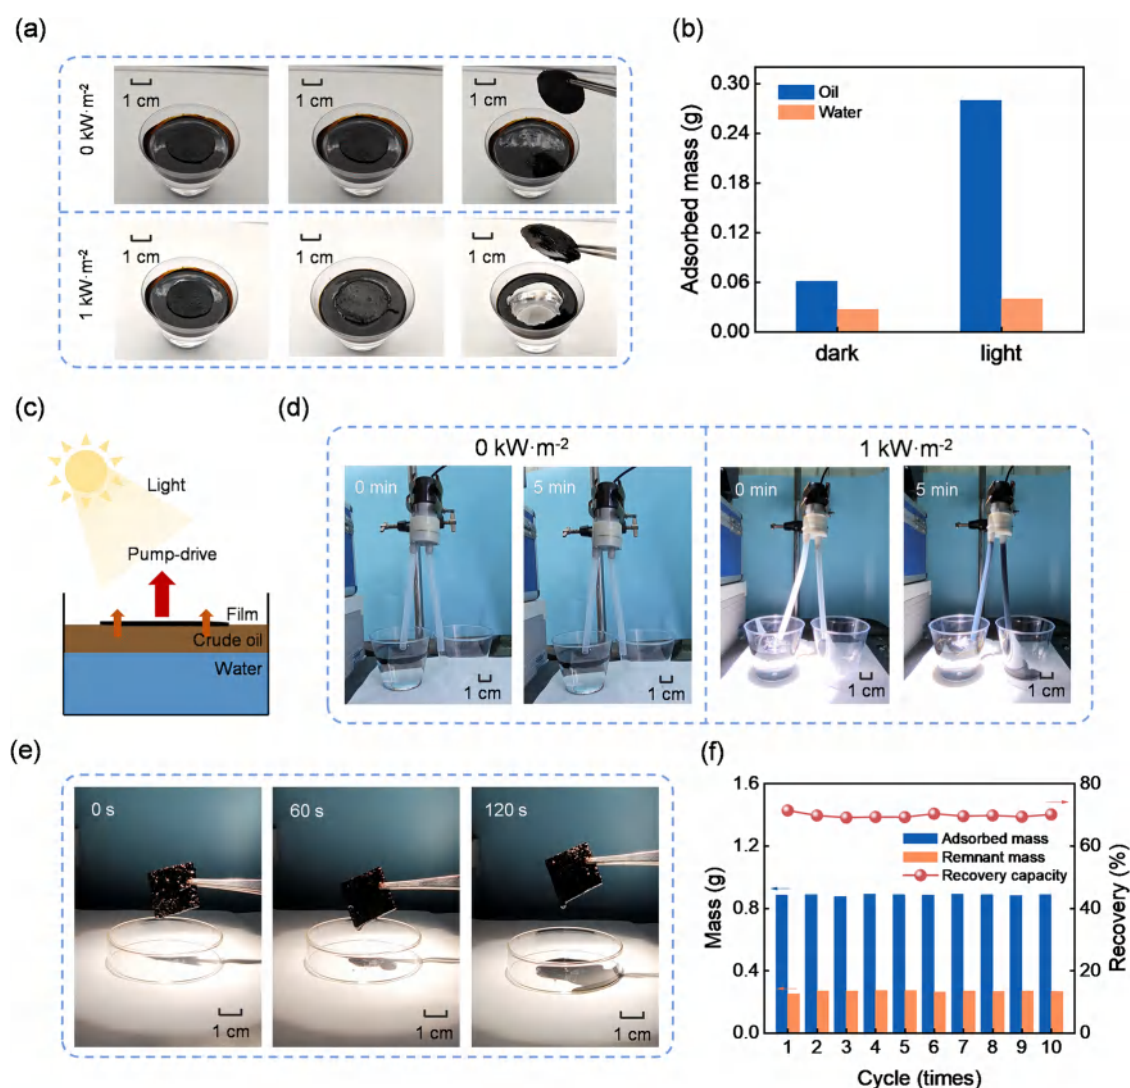 (a)
0 kW·m-2
1 cm
1 cm
1 cm
1 kW·m-2
1 cm
1 cm
1 cm
(b)
Adsorbed mass (g)
0.30
0.24
0.18
0.12
0.06
0.00
Oil
Water
dark
light
(c)
Light
Pump-drive
Film
Crude oil
Water
(d)
0 kW·m-2
1 kW·m-2
0 min
5 min
0 min
5 min
1 cm
1 cm
1 cm
1 cm
(e)
0 s
60 s
120 s
1 cm
1 cm
1 cm
(f)
Mass (g)
1.6
1.2
0.8
0.4
0.0
Adsorbed mass
Remnant mass
Recovery capacity
80
60
40
20
0
Recovery (%)
1 2 3 4 5 6 7 8 9 10
Cycle (times)